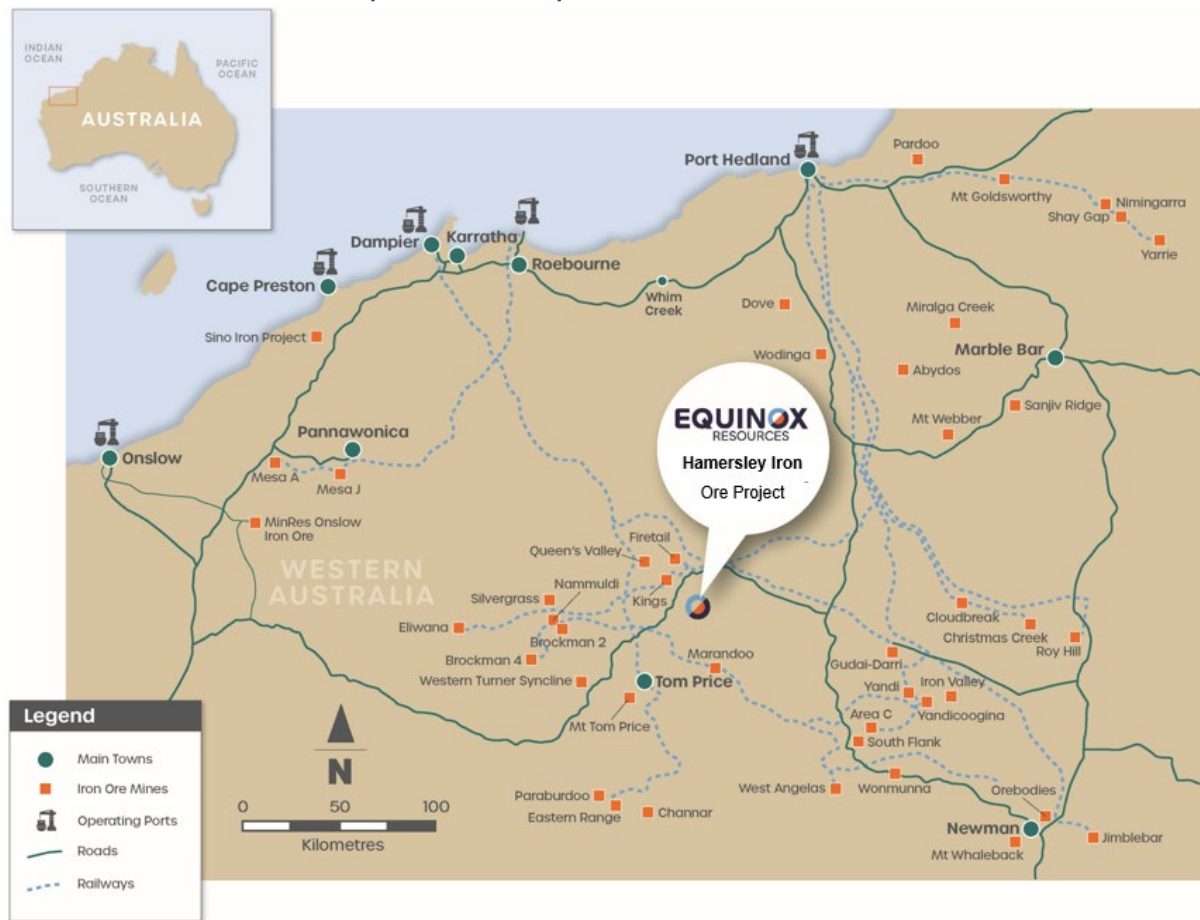 INDIAN
OCEAN
PACIFIC
OCEAN
AUSTRALIA
SOUTHERN
OCEAN
Port Hedland
Pardoo
Mt Goldsworthy
Nimingarra
Shay Gap
Yarrie
Dampier
Karratha
Roebourne
Cape Preston
Whim
Creek
Dove
Miralga Creek
Sino Iron Project
Wodinga
Marble Bar
Abydos
EQUINOX
RESOURCES
Hamersley Iron
Ore Project
Mt Webber
Sanjiv Ridge
Pannawonica
Onslow
Mesa A
Mesa J
MinRes Onslow
Iron Ore
WESTERN
AUSTRALIA
Firetail
Queen's Valley
Nammuldi
Kings
Silvergrass
Eliwana
Brockman 2
Brockman 4
Western Turner Syncline
Marandoo
Tom Price
Mt Tom Price
Cloudbreak
Christmas Creek
Roy Hill
Gudai-Darri
Yandi
Iron Valley
Yandicoogina
Area C
South Flank
West Angelas
Wonmunna
Orebodies
Newman
Mt Whaleback
Jimblebar
Paraburdoo
Eastern Range
Channar
Legend
Main Towns
Iron Ore Mines
Operating Ports
Roads
Railways
N
0 50 100
Kilometres